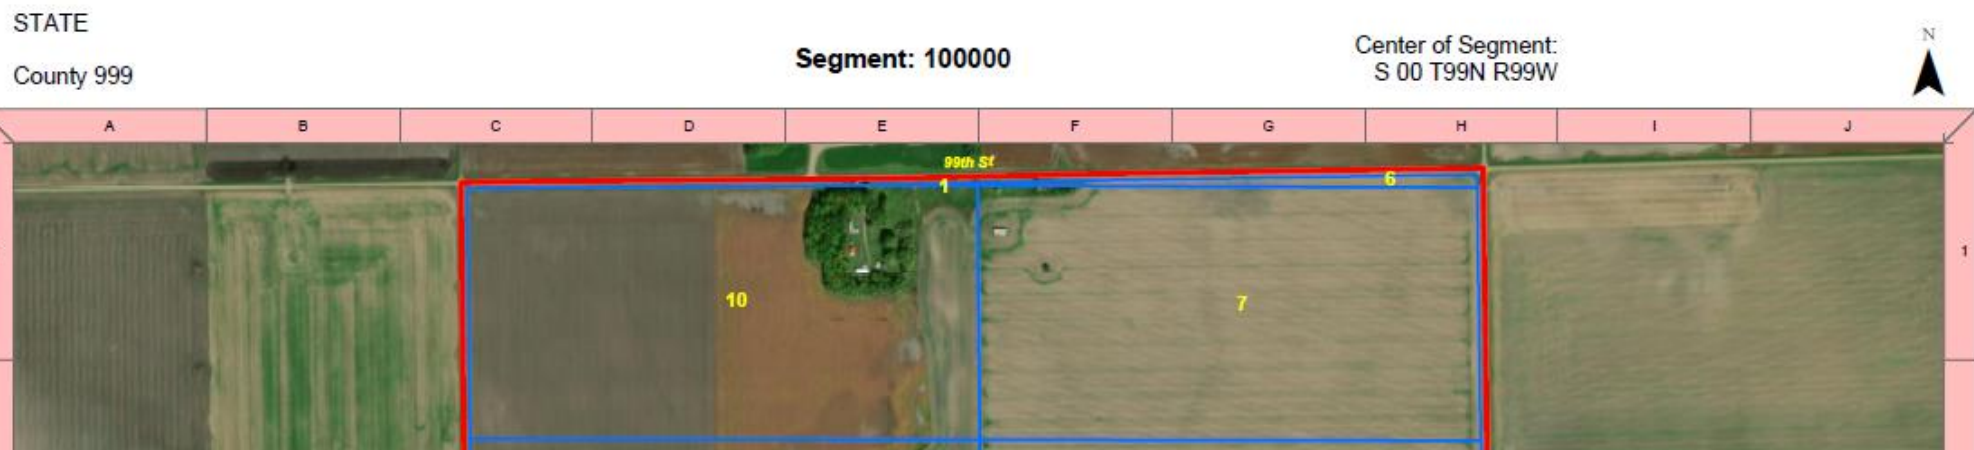 STATE
County 999
Segment: 100000
Center of Segment:
S 00 T99N R99W
N
A B C D E F G H I J
99th St
1
6
1
10
7